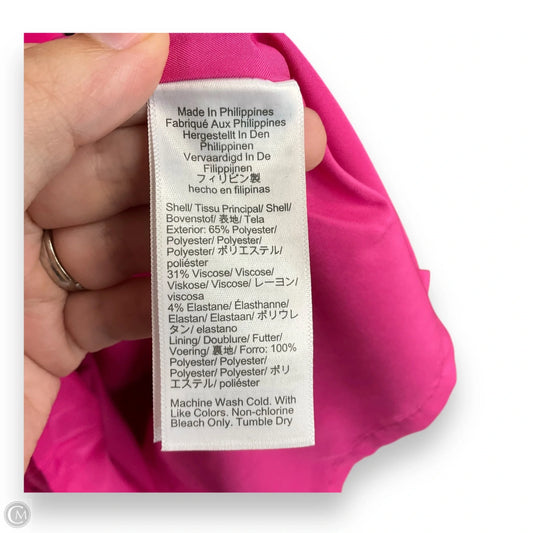 Made In Philippines
Fabriqué Aux Philippines
Hergestellt In Den
Philippinen
Vervaardigd In De
Filippijnen
フィリピン製
hecho en filipinas
Shell/ Tissu Principal/ Shell/
Bovenstof/ 表地/ Tela
Exterior: 65% Polyester/
Polyester/ Polyester/
Polyester/ ポリエステル/
poliéster
31% Viscose/ Viscose/
Viskose/ Viscose/ レーヨン/
viscosa
4% Elastane/ Élasthanne/
Elastan/ Elastaan/ ポリウレ
タン/ elastano
Lining/ Doublure/ Futter/
Voering/ 裏地/ Forro: 100%
Polyester/ Polyester/
Polyester/ Polyester/ ポリ
エステル/ poliéster
Machine Wash Cold. With
Like Colors. Non-chlorine
Bleach Only. Tumble Dry
CM